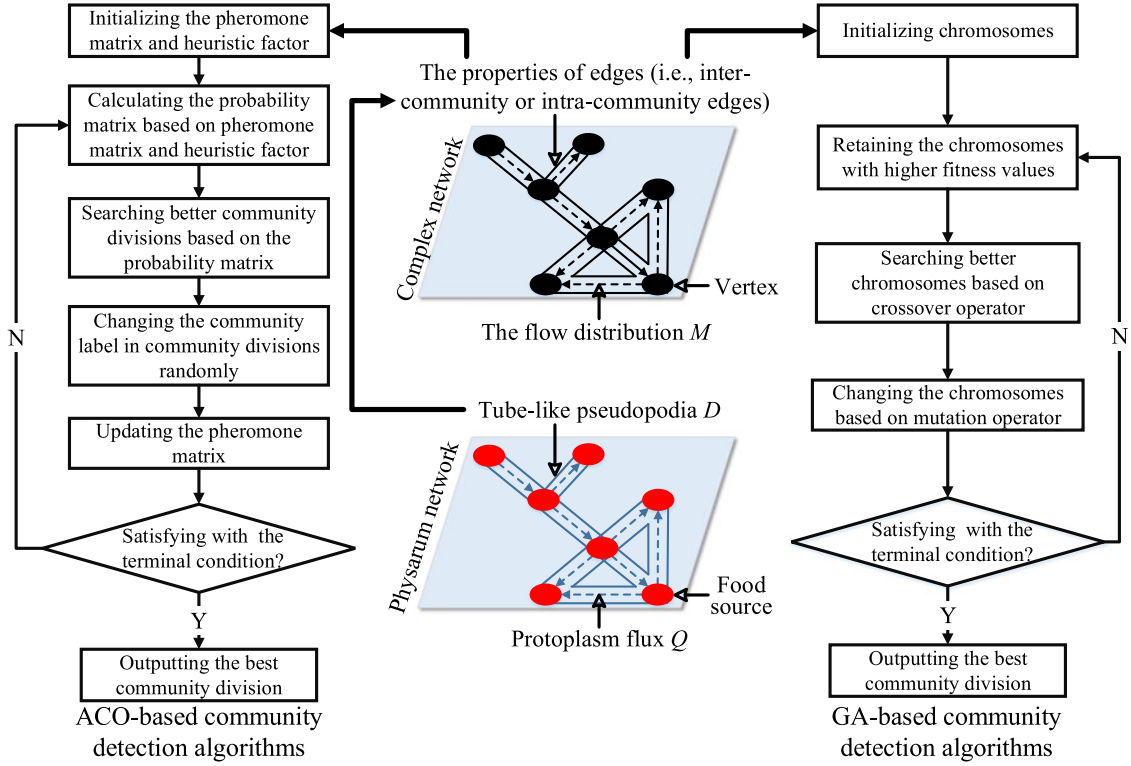 Initializing the pheromone
matrix and heuristic factor
Calculating the probability
matrix based on pheromone
matrix and heuristic factor
Searching better community
divisions based on the
probability matrix
Changing the community
label in community divisions
randomly
Updating the pheromone
matrix
Satisfying with the
terminal condition?
N
Y
Outputting the best
community division
ACO-based community
detection algorithms
The properties of edges (i.e., inter-
community or intra-community edges)
Complex network
Vertex
The flow distribution M
Tube-like pseudopodia D
Physarum network
Food
source
Protoplasm flux Q
Initializing chromosomes
Retaining the chromosomes
with higher fitness values
Searching better
chromosomes based on
crossover operator
Changing the chromosomes
based on mutation operator
Satisfying with the
terminal condition?
N
Y
Outputting the best
community division
GA-based community
detection algorithms